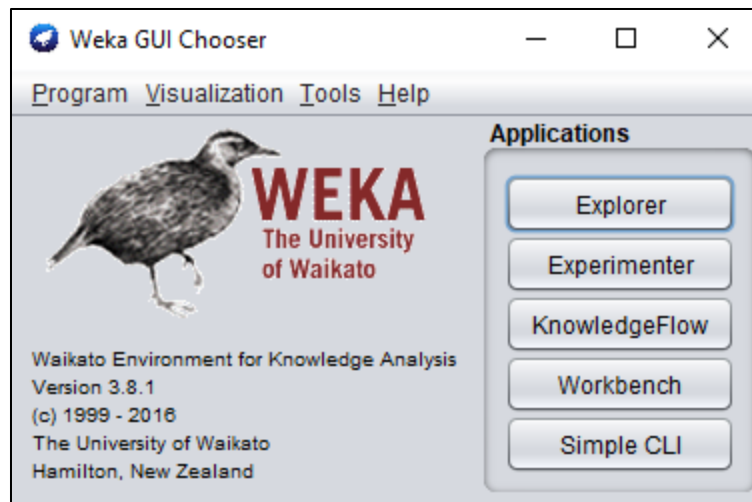 Weka GUI Chooser
Program Visualization Tools Help
WEKA
The University
of Waikato
Waikato Environment for Knowledge Analysis
Version 3.8.1
(c) 1999 - 2016
The University of Waikato
Hamilton, New Zealand
Applications
Explorer
Experimenter
KnowledgeFlow
Workbench
Simple CLI